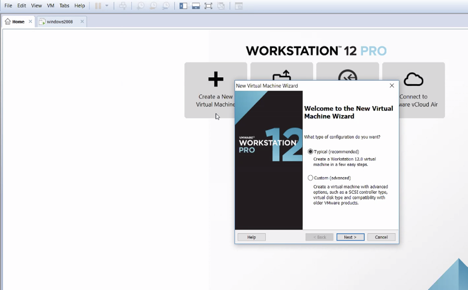 File Edit View VM Tabs Help
Home
WORKSTATION 12 PRO
Create a New
Virtual Machine
Connect to
ware vCloud Air
New Virtual Machine Wizard
VMWARE
WORKSTATION
PRO 12
Welcome to the New Virtual
Machine Wizard
What type of configuration do you want?
Typical (recommended)
Create a Workstation 12.0 virtual
machine in a few easy steps.
Custom (advanced)
Create a virtual machine with advanced
options, such as a SCSI controller type,
virtual disk type and compatibility with
older VMware products.
Help < Back Next > Cancel